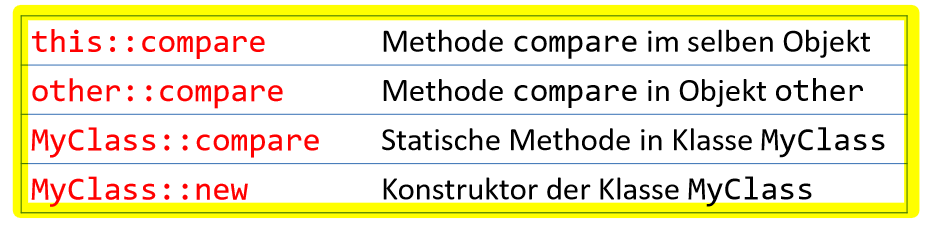 this::compare Methode compare im selben Objekt
other::compare Methode compare in Objekt other
MyClass::compare Statische Methode in Klasse MyClass
MyClass::new Konstruktor der Klasse MyClass